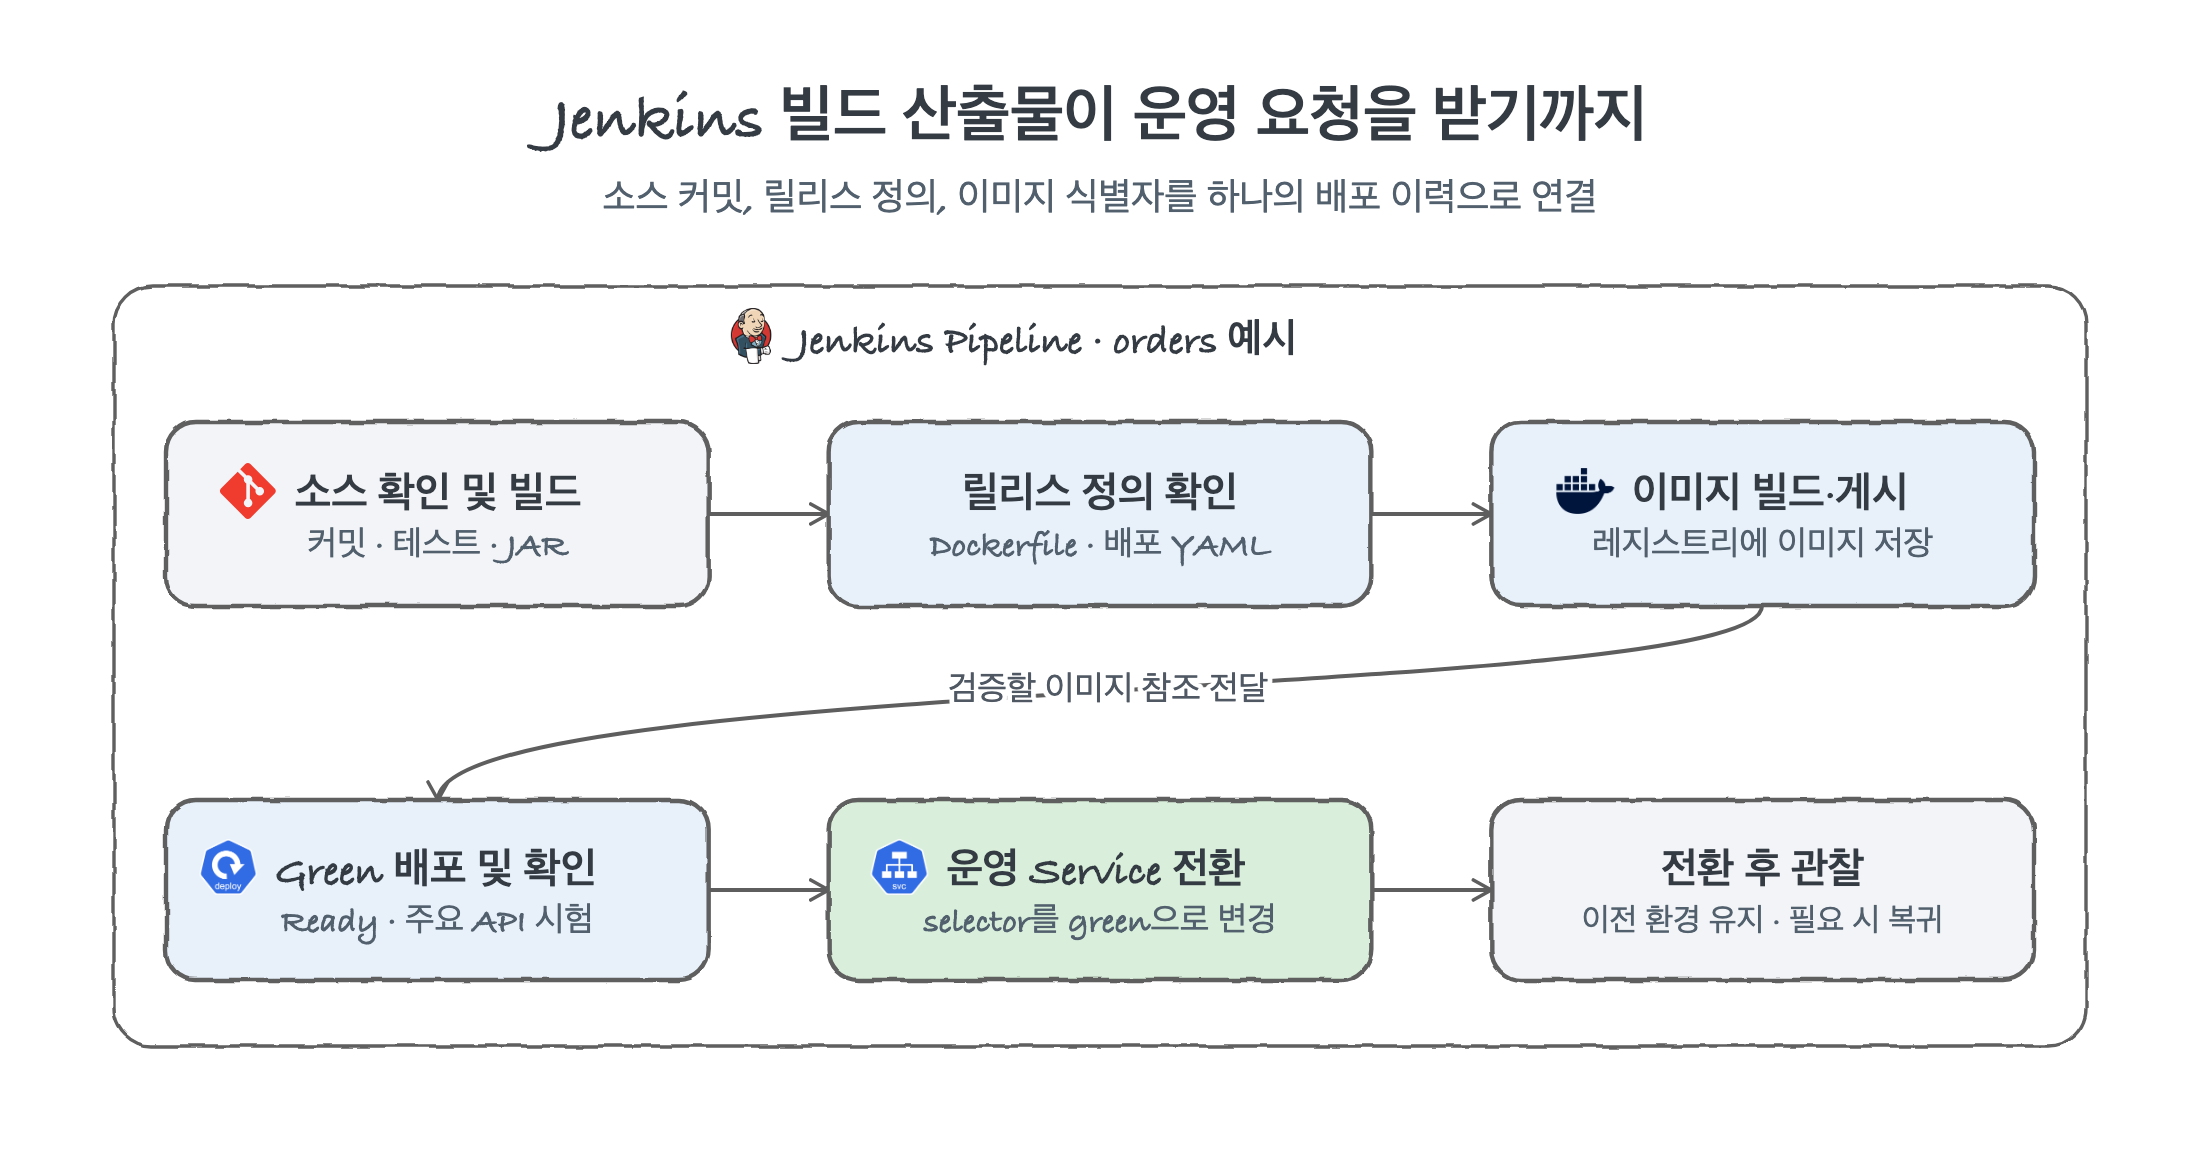 Jenkins 빌드 산출물이 운영 요청을 받기까지
소스 커밋, 릴리스 정의, 이미지 식별자를 하나의 배포 이력으로 연결
Jenkins Pipeline · orders 예시
소스 확인 및 빌드
커밋 · 테스트 · JAR
릴리스 정의 확인
Dockerfile · 배포 YAML
이미지 빌드·게시
레지스트리에 이미지 저장
검증할 이미지 참조 전달
deploy
Green 배포 및 확인
Ready · 주요 API 시험
svc
운영 Service 전환
selector를 green으로 변경
전환 후 관찰
이전 환경 유지 · 필요 시 복귀